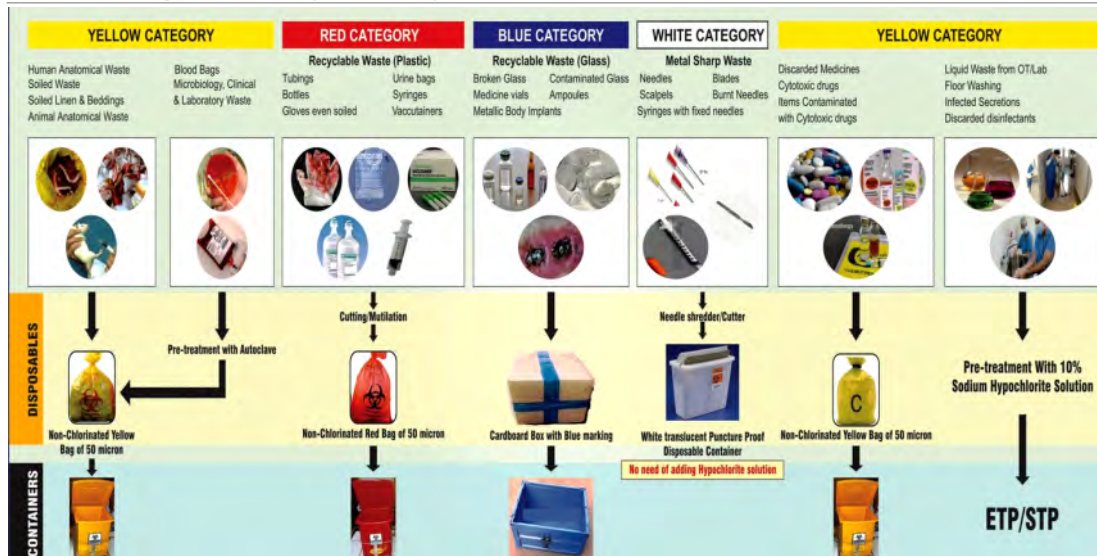 YELLOW CATEGORY
Human Anatomical Waste
Soiled Waste
Soiled Linen & Beddings
Animal Anatomical Waste
Blood Bags
Microbiology, Clinical
& Laboratory Waste
RED CATEGORY
Recyclable Waste (Plastic)
Tubings
Bottles
Gloves even soiled
Urine bags
Syringes
Vaccutainers
BLUE CATEGORY
Recyclable Waste (Glass)
Broken Glass
Medicine vials
Metallic Body Implants
Contaminated Glass
Ampoules
WHITE CATEGORY
Metal Sharp Waste
Needles
Scalpels
Syringes with fixed needles
Blades
Burnt Needles
YELLOW CATEGORY
Discarded Medicines
Cytotoxic drugs
Items Contaminated
with Cytotoxic drugs
Liquid Waste from OT/Lab
Floor Washing
Infected Secretions
Discarded disinfectants
DISPOSABLES
Pre-treatment with Autoclave
Non-Chlorinated Yellow
Bag of 50 micron
Cutting/Mutilation
Non-Chlorinated Red Bag of 50 micron
Cardboard Box with Blue marking
Needle shredder/Cutter
White translucent Puncture Proof
Disposable Container
No need of adding Hypochlorite solution
C
Non-Chlorinated Yellow Bag of 50 micron
Pre-treatment With 10%
Sodium Hypochlorite Solution
CONTAINERS
ETP/STP